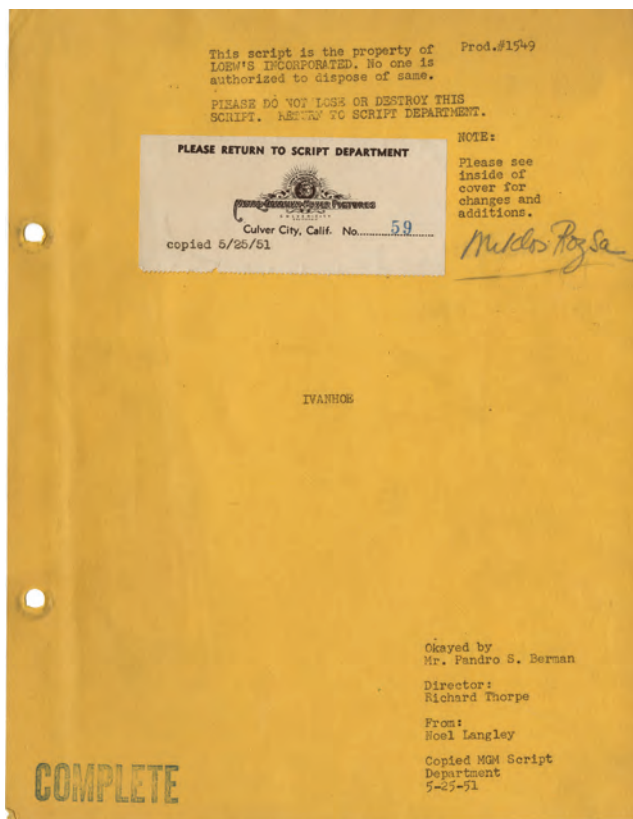 This script is the property of
LOEW'S INCORPORATED. No one is
authorized to dispose of same.
Prod.#1549
PLEASE DO NOT LOSE OR DESTROY THIS
SCRIPT. RETURN TO SCRIPT DEPARTMENT.
PLEASE RETURN TO SCRIPT DEPARTMENT
METRO-GOLDWYN-MAYER PICTURES
Culver City, Calif. No. 59
copied 5/25/51
NOTE:
Please see
inside of
cover for
changes and
additions.
Miklos Rozsa
IVANHOE
Okayed by
Mr. Pandro S. Berman
Director:
Richard Thorpe
From:
Noel Langley
Copied MGM Script
Department
5-25-51
COMPLETE